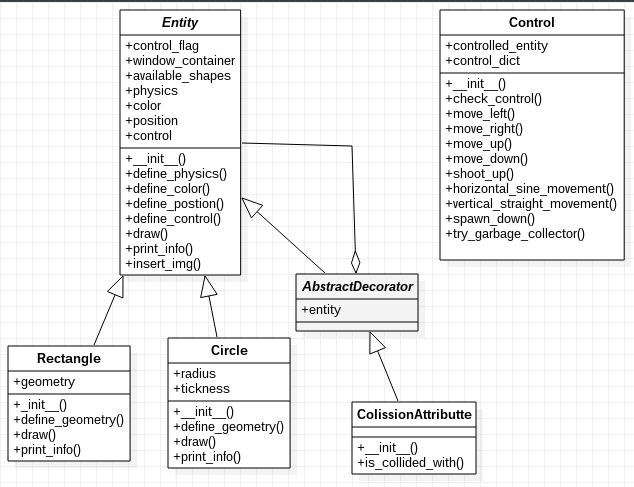 Entity
+control_flag
+window_container
+available_shapes
+physics
+color
+position
+control
+__init__()
+define_physics()
+define_color()
+define_postion()
+define_control()
+draw()
+print_info()
+insert_img()
Control
+controlled_entity
+control_dict
+__init__()
+check_control()
+move_left()
+move_right()
+move_up()
+move_down()
+shoot_up()
+horizontal_sine_movement()
+vertical_straight_movement()
+spawn_down()
+try_garbage_collector()
AbstractDecorator
+entity
Rectangle
+geometry
+_init__()
+define_geometry()
+draw()
+print_info()
Circle
+radius
+tickness
+__init__()
+define_geometry()
+draw()
+print_info()
ColissionAttributte
+__init__()
+is_collided_with()